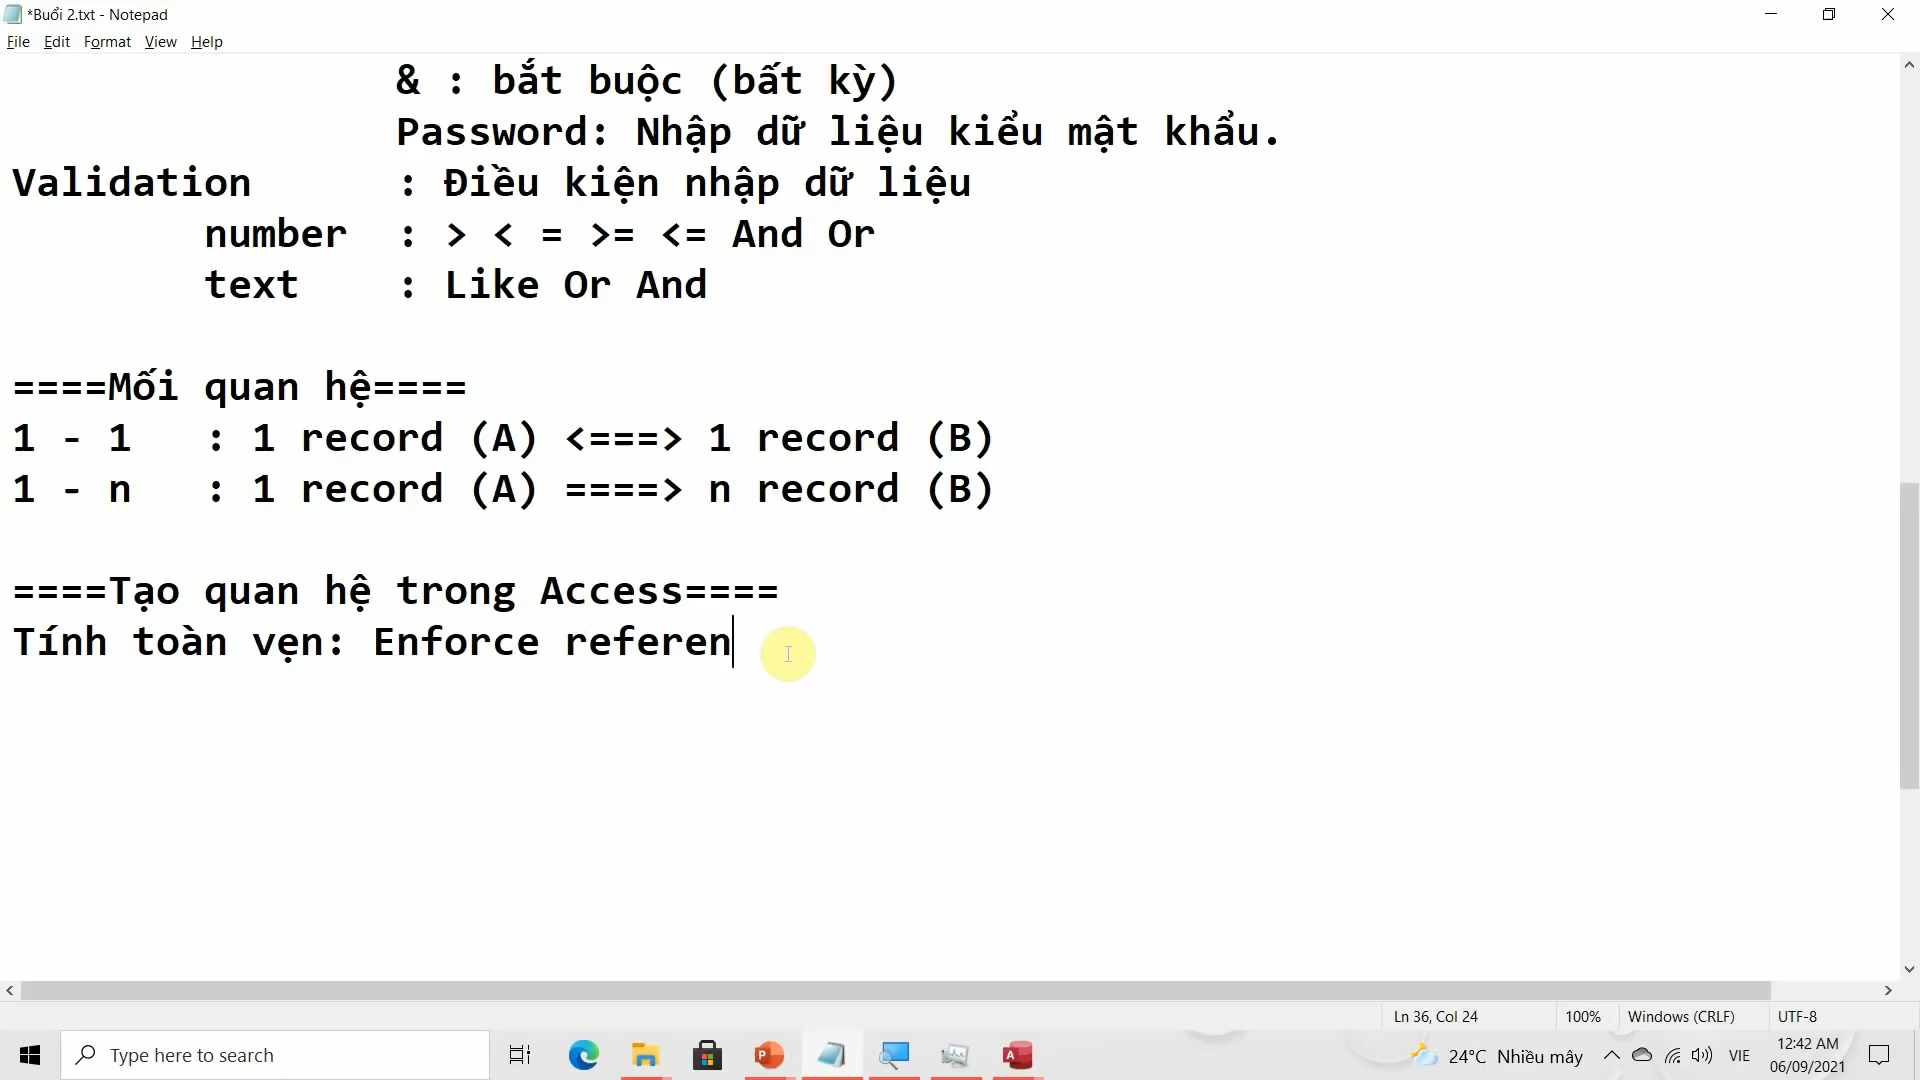 *Buổi 2.txt - Notepad
File Edit Format View Help
& : bắt buộc (bất kỳ)
Password: Nhập dữ liệu kiểu mật khẩu.
Validation : Điều kiện nhập dữ liệu
number : > < = >= <= And Or
text : Like Or And
====Mối quan hệ====
1 - 1 : 1 record (A) <===> 1 record (B)
1 - n : 1 record (A) ====> n record (B)
====Tạo quan hệ trong Access====
Tính toàn vẹn: Enforce referen
Ln 36, Col 24 100% Windows (CRLF) UTF-8
Type here to search 24°C Nhiều mây VIE 12:42 AM
06/09/2021